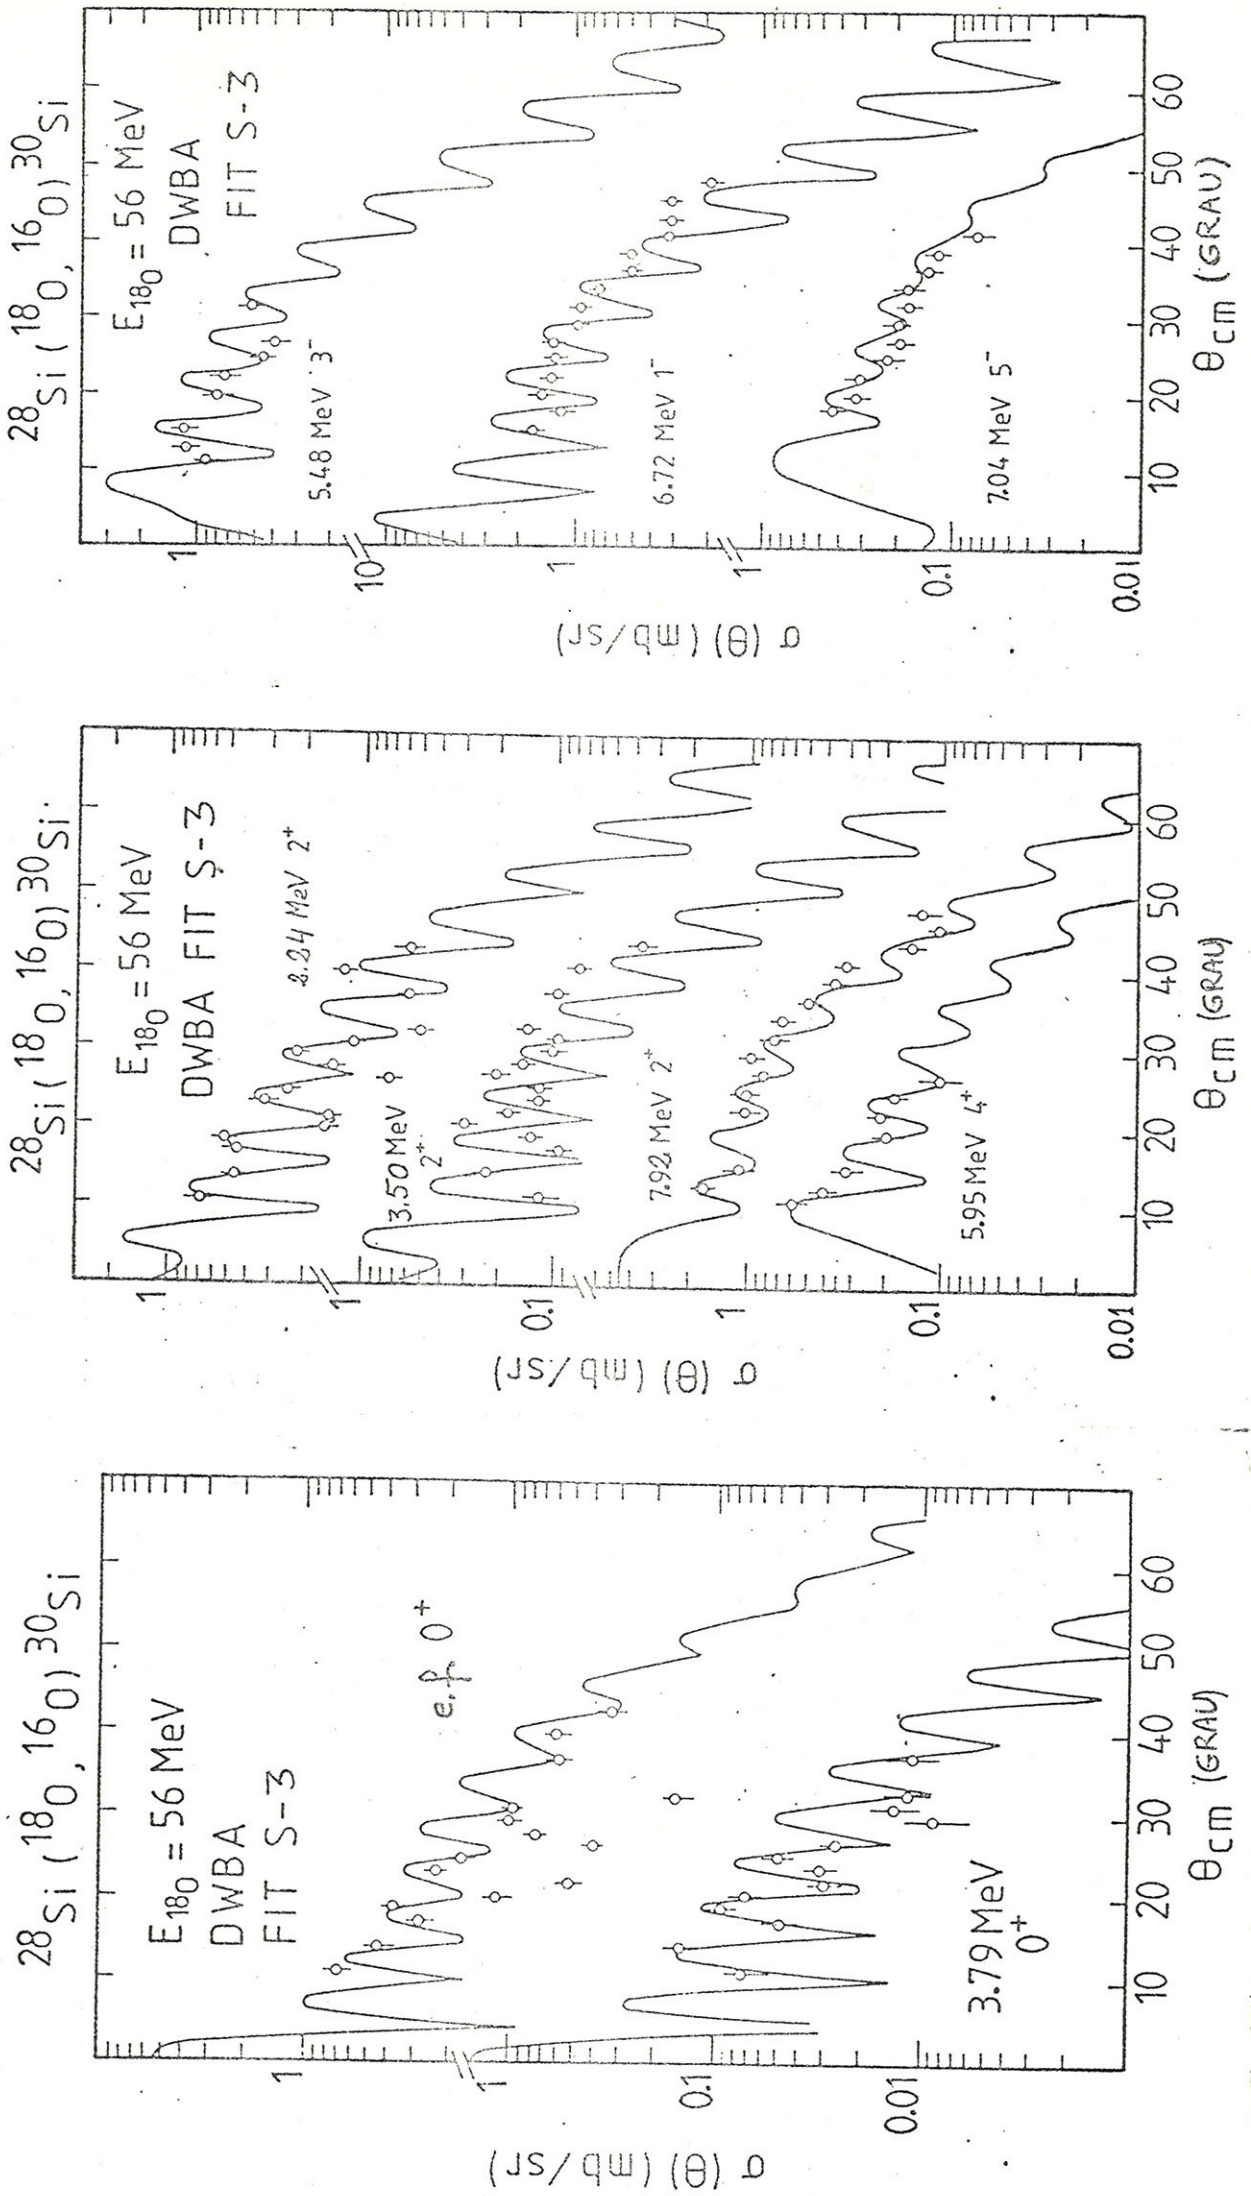 ²⁸Si (¹⁸O, ¹⁶O) ³⁰Si
E₁₈O = 56 MeV
DWBA
FIT S-3
e.p. 0⁺
3.79 MeV
0⁺
1
1
0.1
0.01
σ (θ) (mb/sr)
10 20 30 40 50 60
θcm (GRAU)
²⁸Si (¹⁸O, ¹⁶O) ³⁰Si
E₁₈O = 56 MeV
DWBA FIT S-3
2.24 MeV 2⁺
3.50 MeV
2⁺
7.92 MeV 2⁺
5.95 MeV 4⁺
1
1
0.1
1
0.1
0.01
σ (θ) (mb/sr)
10 20 30 40 50 60
θcm (GRAU)
²⁸Si (¹⁸O, ¹⁶O) ³⁰Si
E₁₈O = 56 MeV
DWBA
FIT S-3
5.48 MeV 3⁻
6.72 MeV 1⁻
7.04 MeV 5⁻
1
10
1
1
0.1
0.01
σ (θ) (mb/sr)
10 20 30 40 50 60
θcm (GRAU)